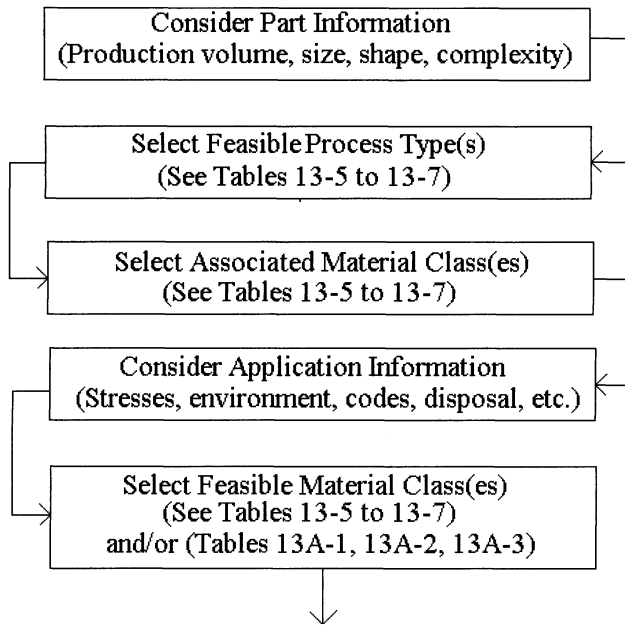 Consider Part Information
(Production volume, size, shape, complexity)
Select Feasible Process Type(s)
(See Tables 13-5 to 13-7)
Select Associated Material Class(es)
(See Tables 13-5 to 13-7)
Consider Application Information
(Stresses, environment, codes, disposal, etc.)
Select Feasible Material Class(es)
(See Tables 13-5 to 13-7)
and/or (Tables 13A-1, 13A-2, 13A-3)